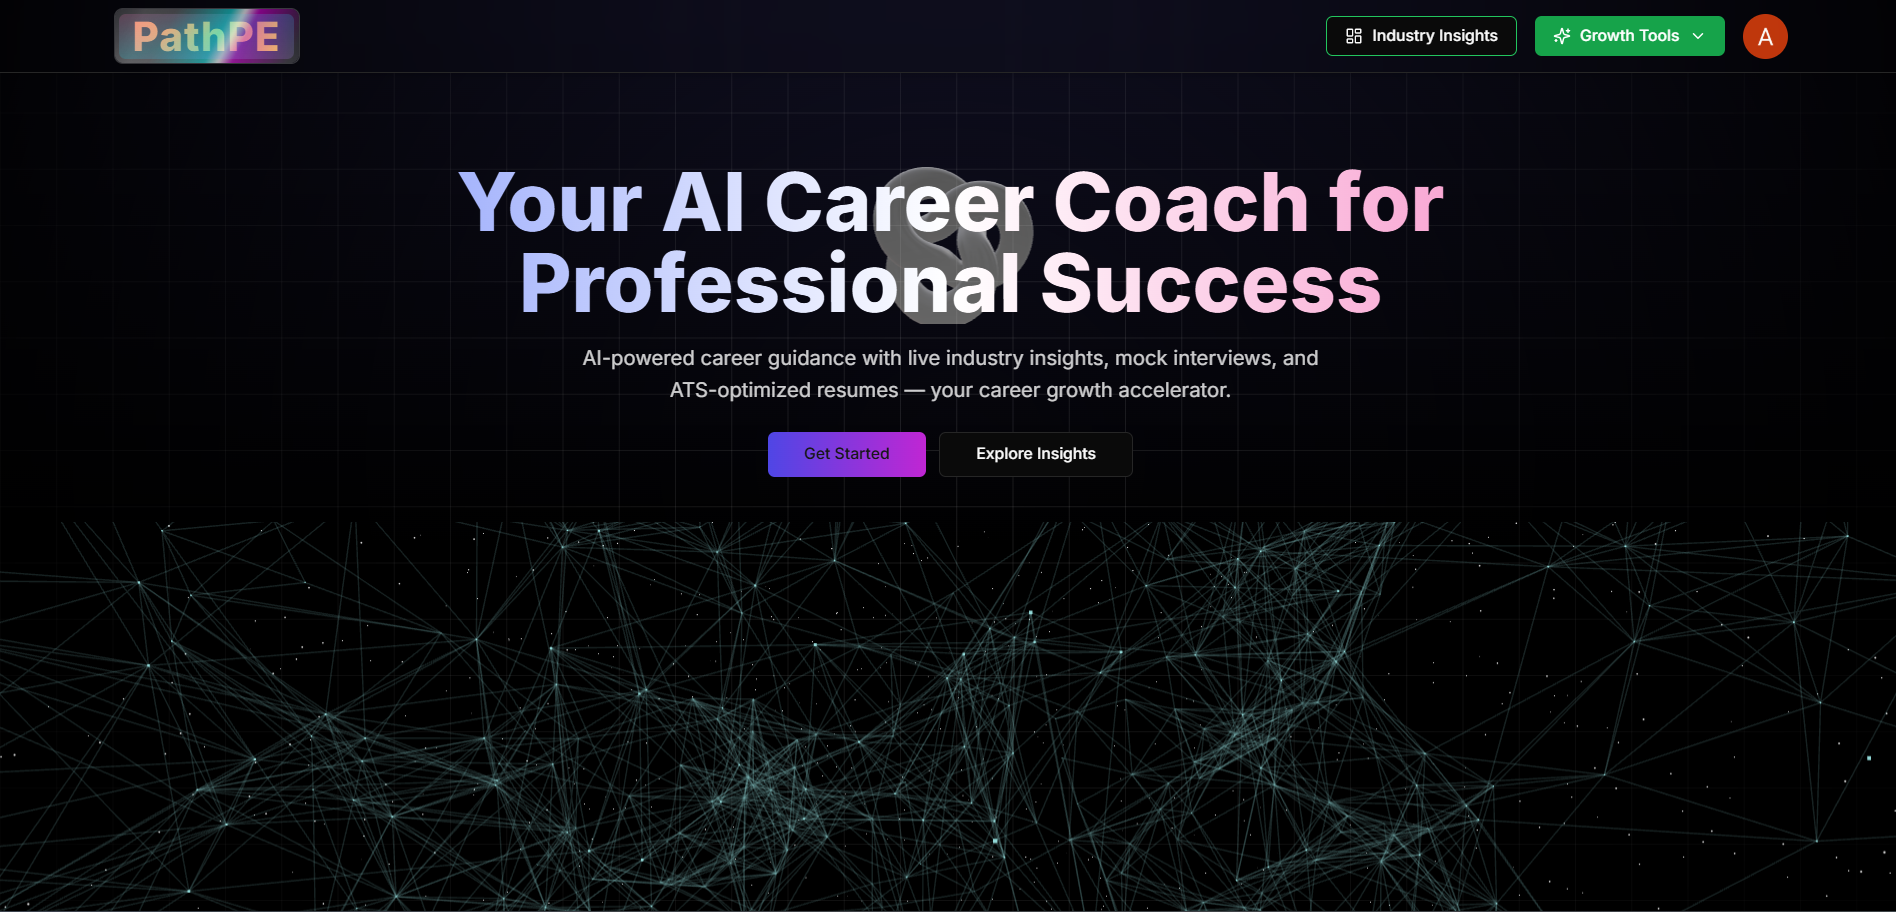 PathPE
Industry Insights
Growth Tools
A
Your AI Career Coach for
Professional Success
AI-powered career guidance with live industry insights, mock interviews, and
ATS-optimized resumes — your career growth accelerator.
Get Started
Explore Insights